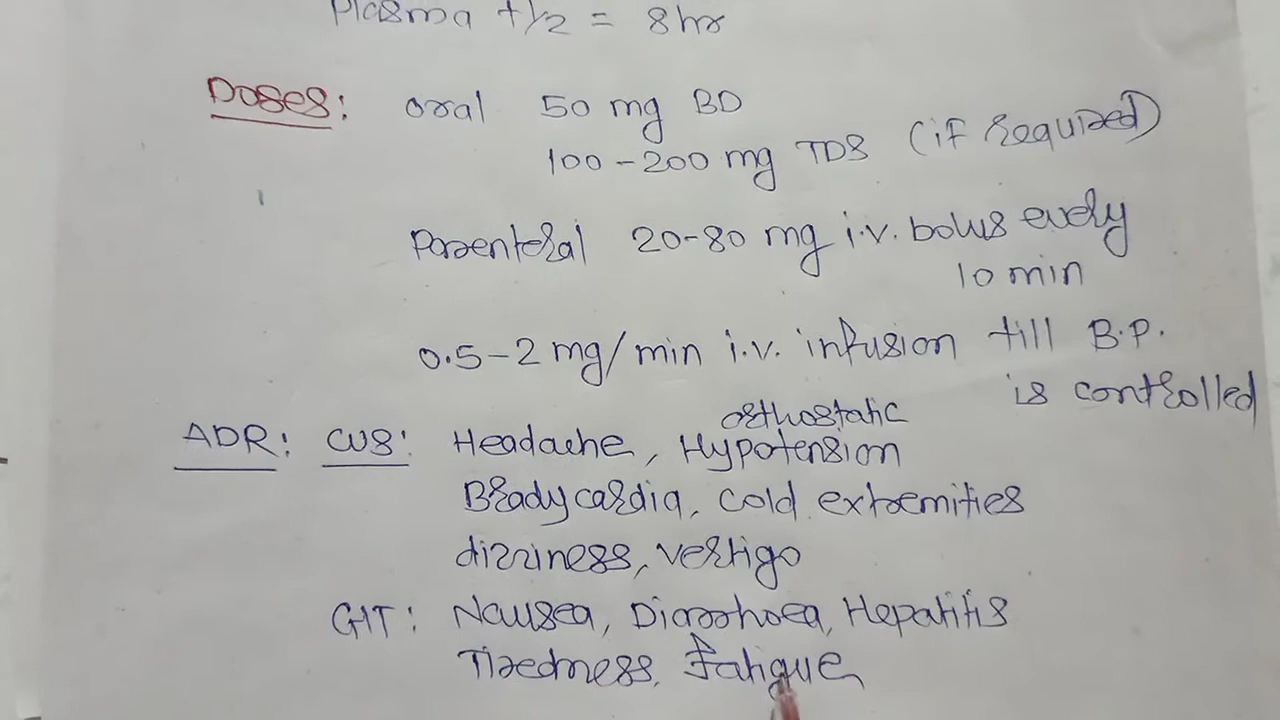 Plasma t1/2 = 8hr
Doses: oral 50 mg BD
100-200 mg TDS (if required)
Parenteral 20-80 mg i.v. bolus every
10 min
0.5-2 mg/min i.v. infusion till B.P.
is controlled
orthostatic
ADR: CVS: Headache, Hypotension
Bradycardia, cold extremities
dizziness, vertigo
GIT: Nausea, Diarrhoea, Hepatitis
Tiredness, Fatigue